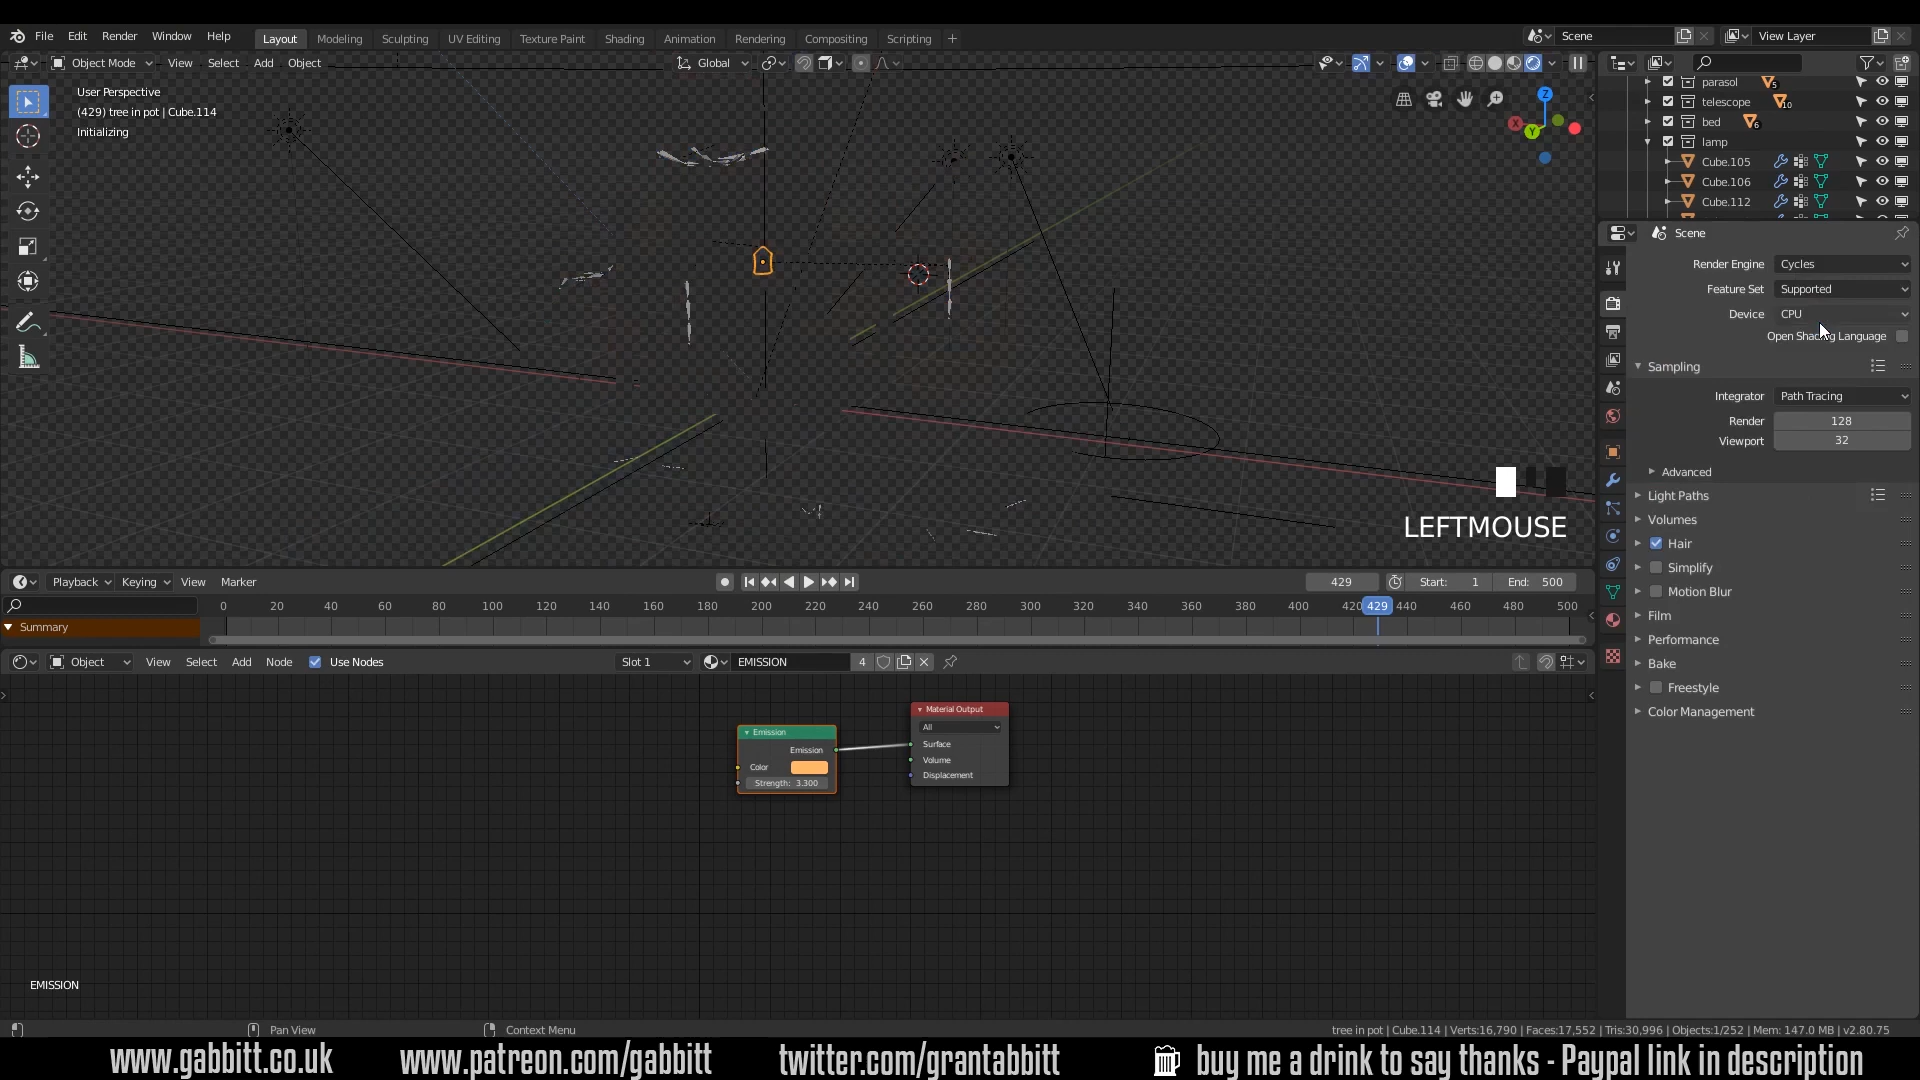 File Edit Render Window Help
Layout Modeling Sculpting UV Editing Texture Paint Shading Animation Rendering Compositing Scripting +
Scene
View Layer
Object Mode View Select Add Object
Global
User Perspective
(429) tree in pot | Cube.114
Initializing
X
Y
Z
LEFTMOUSE
parasol 5
telescope 10
bed 6
lamp
Cube.105
Cube.106
Cube.112
Scene
Render Engine Cycles
Feature Set Supported
Device CPU
Open Shading Language
Sampling
Integrator Path Tracing
Render 128
Viewport 32
Advanced
Light Paths
Volumes
Hair
Simplify
Motion Blur
Film
Performance
Bake
Freestyle
Color Management
Playback Keying View Marker
429
Start: 1
End: 500
0 20 40 60 80 100 120 140 160 180 200 220 240 260 280 300 320 340 360 380 400 420 429 440 460 480 500
Summary
Object View Select Add Node Use Nodes
Slot 1
EMISSION 4
Emission
Emission
Color
Strength: 3.300
Material Output
All
Surface
Volume
Displacement
EMISSION
Pan View
Context Menu
tree in pot | Cube.114 | Verts:16,790 | Faces:17,552 | Tris:30,996 | Objects:1/252 | Mem: 147.0 MB | v2.80.75
www.gabbitt.co.uk www.patreon.com/gabbitt twitter.com/grantabbitt buy me a drink to say thanks - Paypal link in description